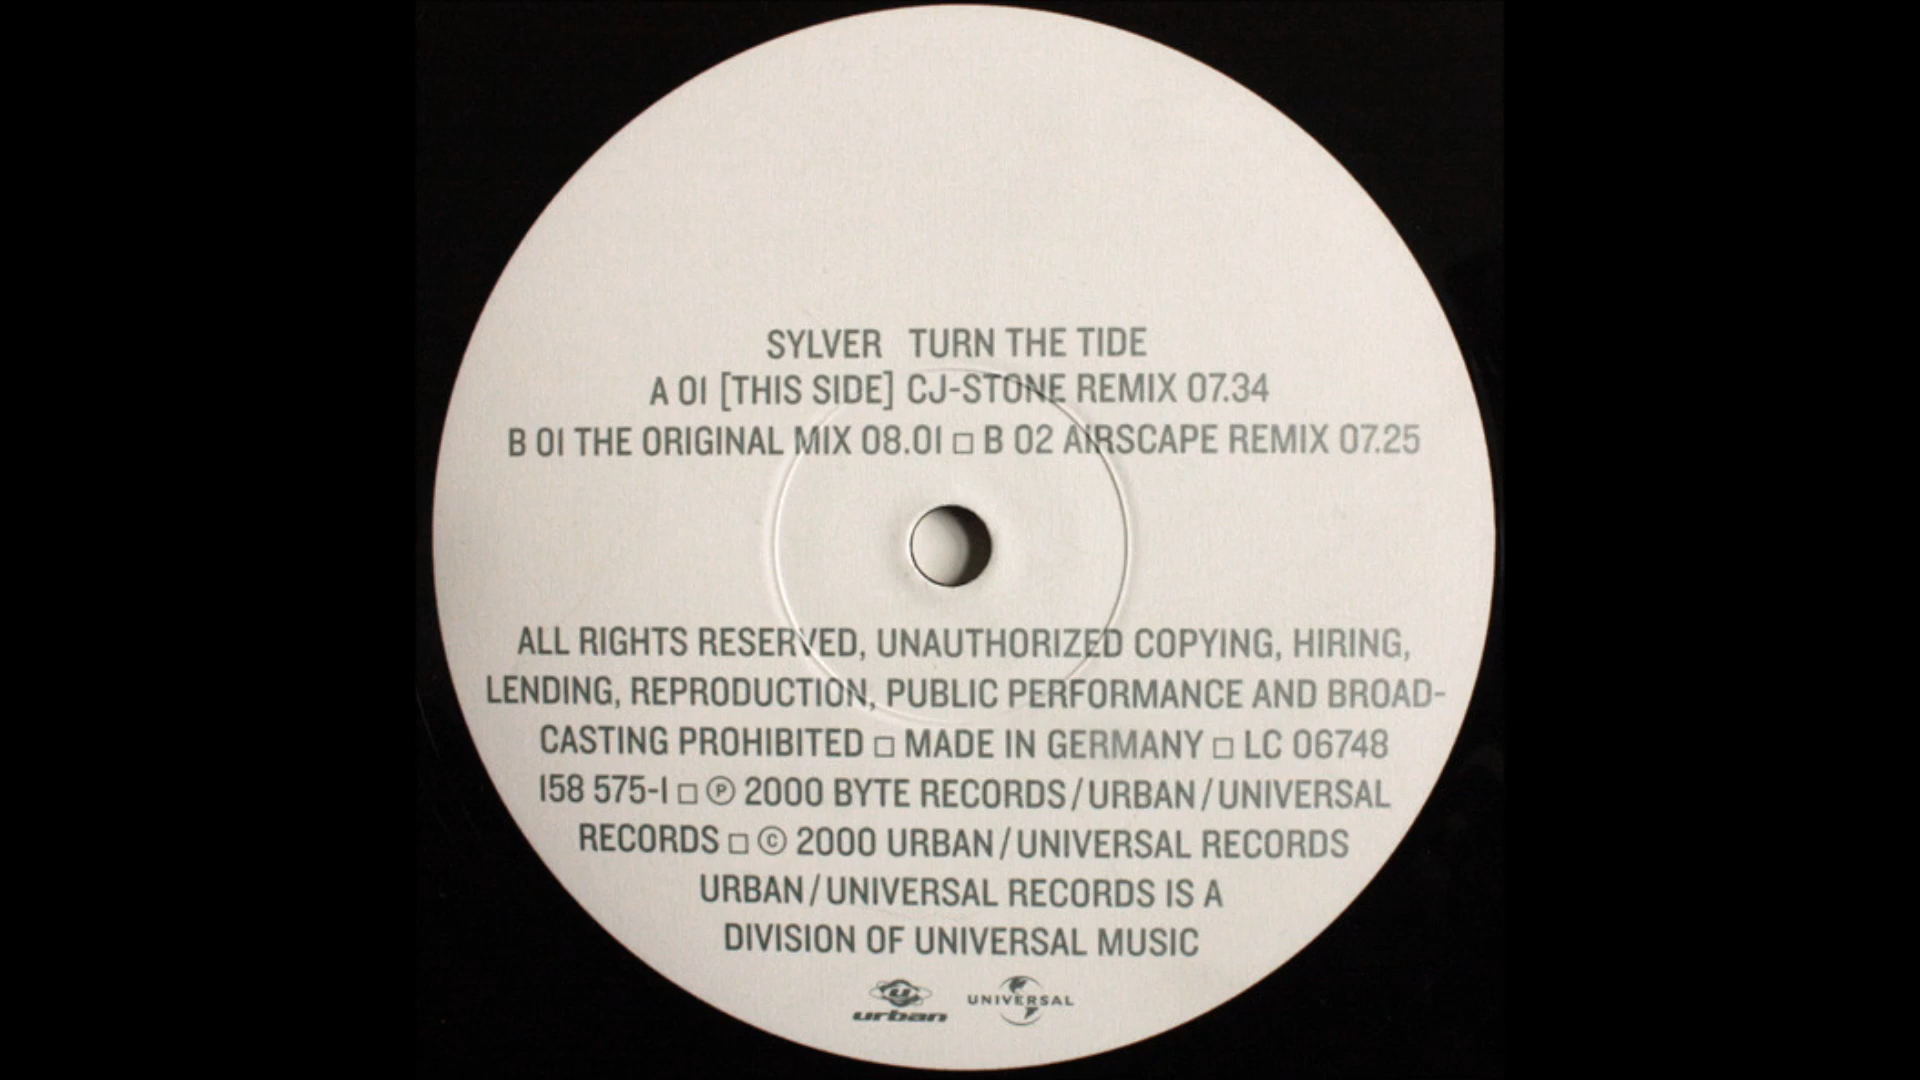 SYLVER TURN THE TIDE
A 01 [THIS SIDE] CJ-STONE REMIX 07.34
B 01 THE ORIGINAL MIX 08.01 □ B 02 AIRSCAPE REMIX 07.25
ALL RIGHTS RESERVED, UNAUTHORIZED COPYING, HIRING,
LENDING, REPRODUCTION, PUBLIC PERFORMANCE AND BROAD-
CASTING PROHIBITED □ MADE IN GERMANY □ LC 06748
158 575-1 □ Ⓟ 2000 BYTE RECORDS/URBAN/UNIVERSAL
RECORDS □ © 2000 URBAN/UNIVERSAL RECORDS
URBAN/UNIVERSAL RECORDS IS A
DIVISION OF UNIVERSAL MUSIC
u urban UNIVERSAL